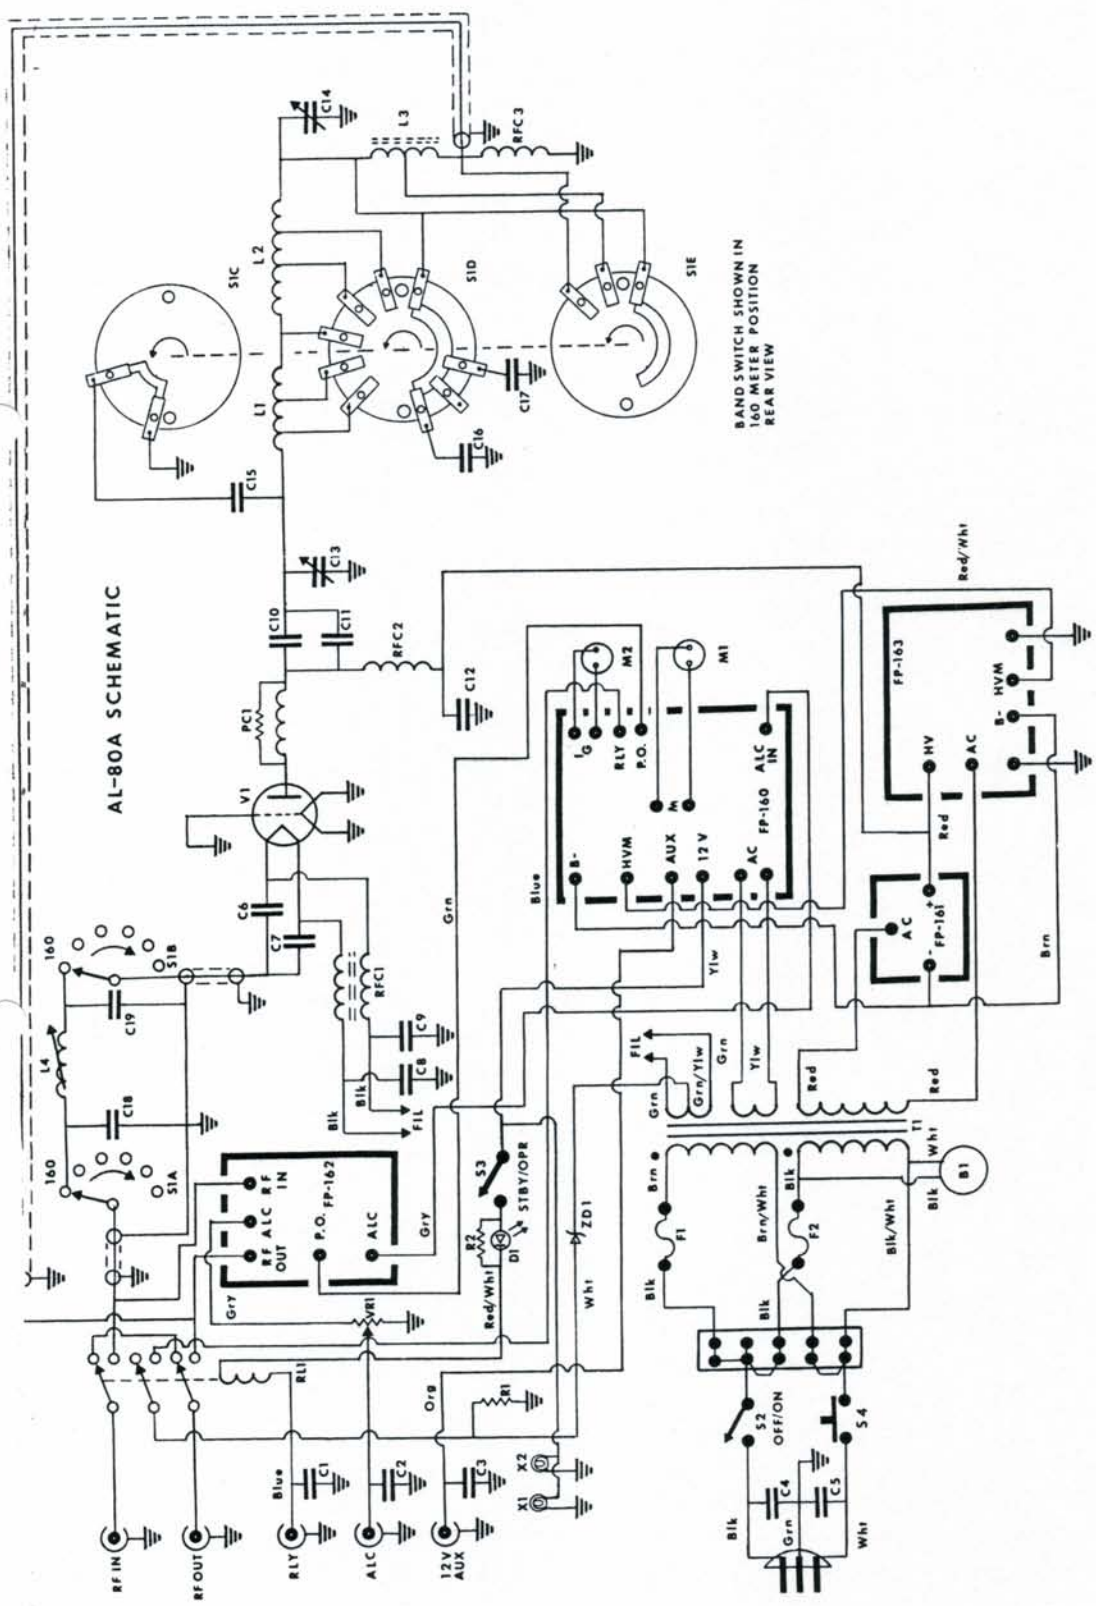 AL-80A SCHEMATIC
C14
L3
RFC3
S1C
L2
S1D
S1E
L1
C17
C16
C15
BAND SWITCH SHOWN IN
160 METER POSITION
REAR VIEW
C13
C10
C11
RFC2
C12
PC1
V1
C6
C7
RFC1
C9
C8
Blk
Blk
FIL
160
S1B
C19
L4
C18
160
S1A
RF IN
ALC
RF OUT
P.O.
FP-162
ALC
Gry
Gry
VR1
Red/Wht
R2
D1
S3
STBY/OPR
ZD1
Wht
Grn
Blue
M2
M1
IG
RLY
P.O.
M
ALC IN
FP-160
B-
HVM
AUX
12V
AC
Ylw
Red/Wht
FP-163
HV
AC
B-
HVM
Red
AC
+
FP-161
-
Brn
FIL
Grn
Grn/Ylw
Grn
Ylw
Red
Red
T1
Wht
Blk
B1
Brn
F1
Blk
Brn/Wht
Blk
F2
Blk
Blk/Wht
RL1
Org
R1
X2
X1
RF IN
RF OUT
RLY
Blue
C1
ALC
C2
12V
AUX
C3
S2
OFF/ON
S4
C4
C5
Blk
Grn
Wht